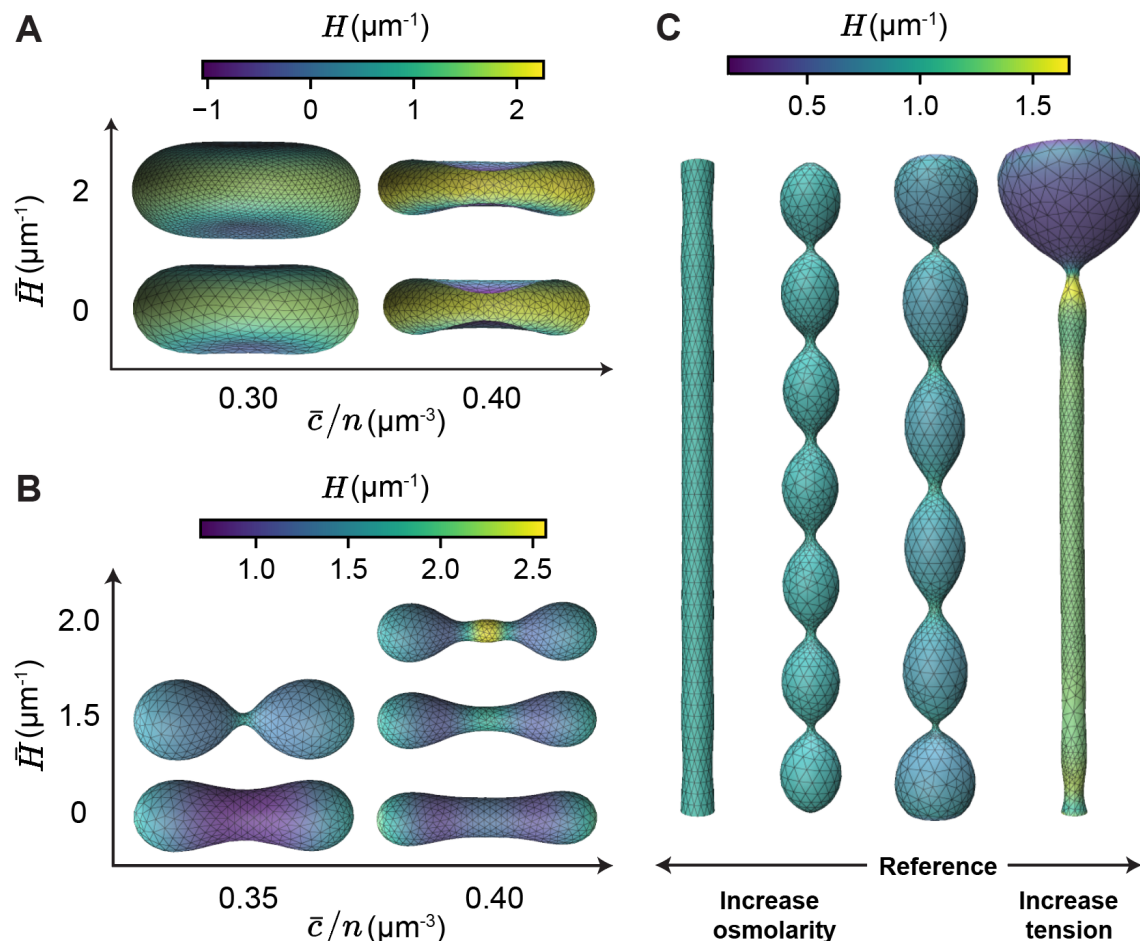 A
H (μm⁻¹)
−1 0 1 2
H̄ (μm⁻¹)
2
0
0.30 0.40
c̄/n (μm⁻³)
B
H (μm⁻¹)
1.0 1.5 2.0 2.5
H̄ (μm⁻¹)
2.0
1.5
0
0.35 0.40
c̄/n (μm⁻³)
C
H (μm⁻¹)
0.5 1.0 1.5
Reference
Increase
osmolarity
Increase
tension